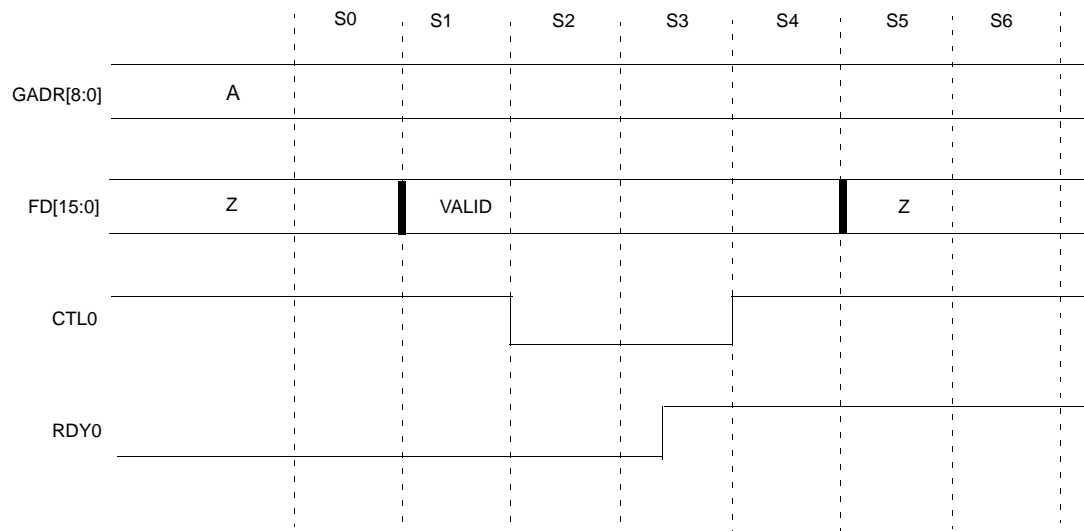 S0 S1 S2 S3 S4 S5 S6
GADR[8:0] A
FD[15:0] Z VALID Z
CTL0
RDY0